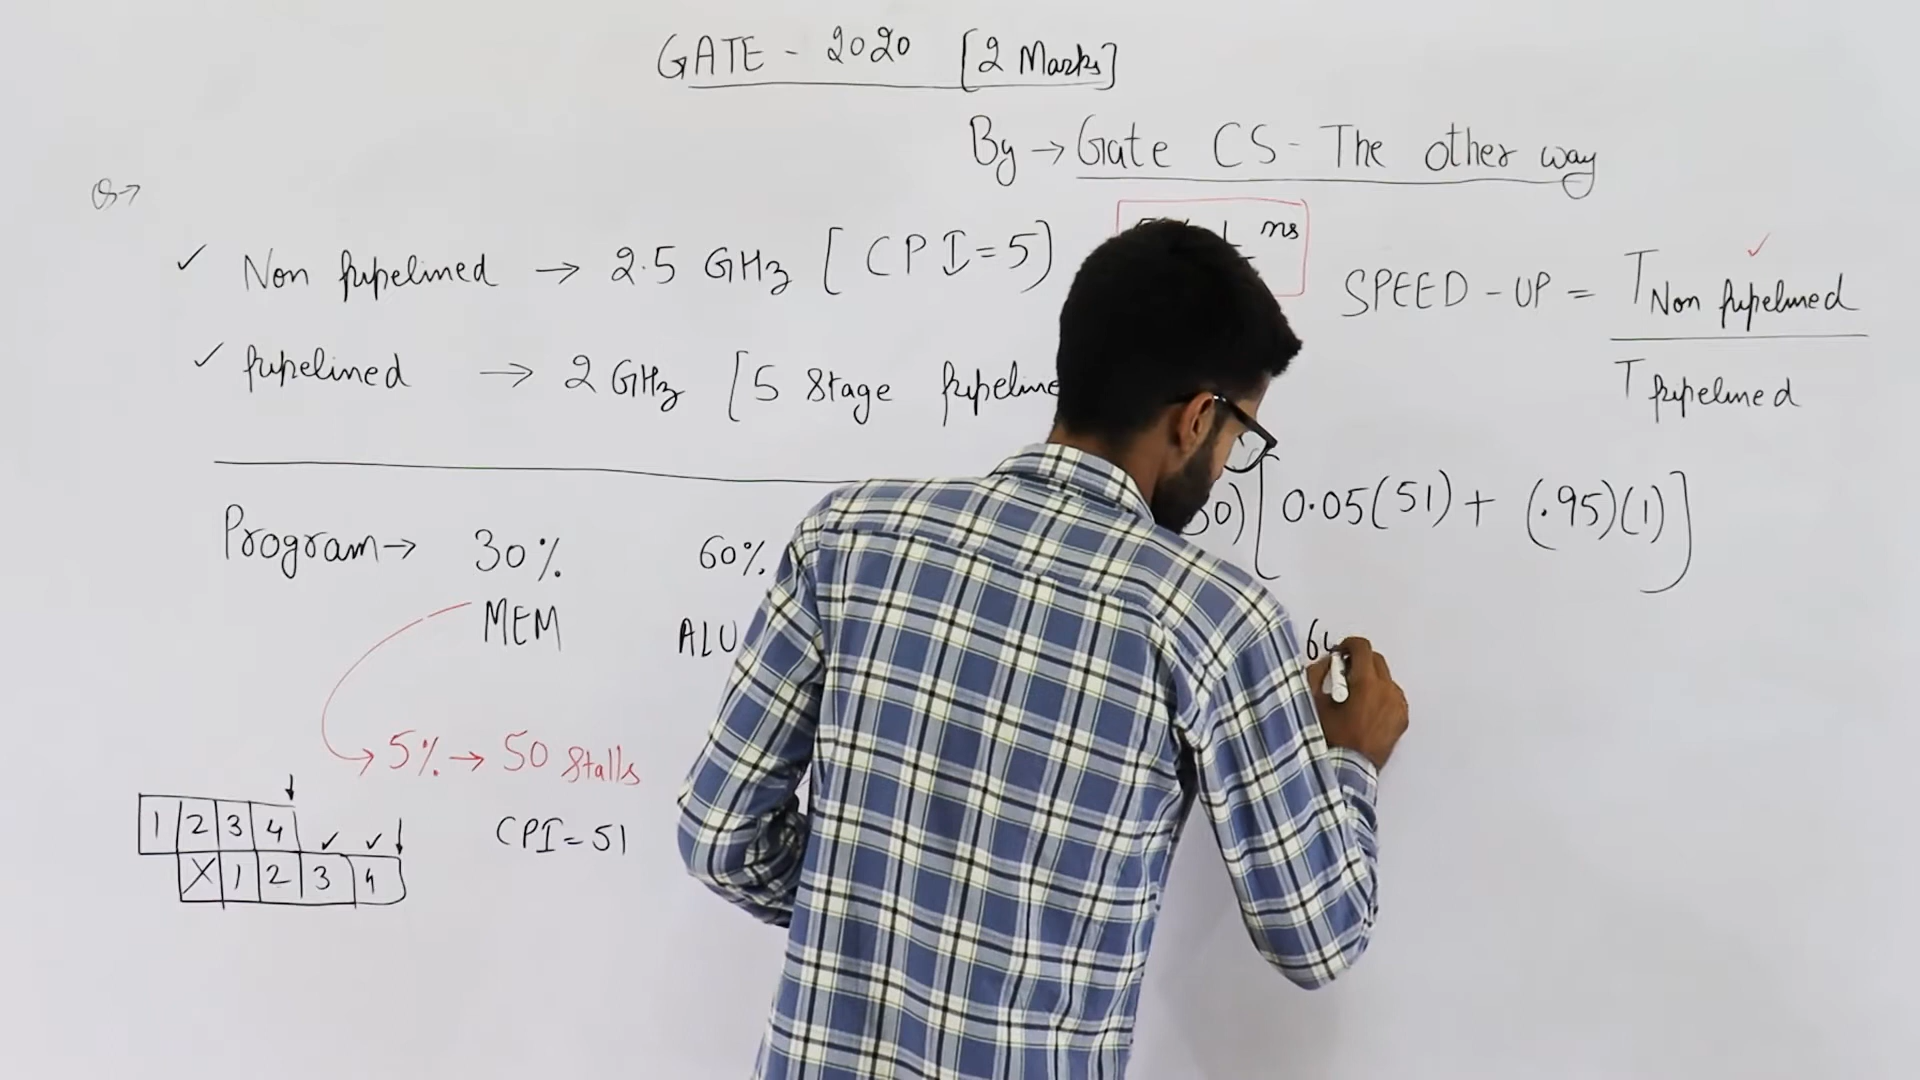 GATE - 2020 [2 Marks]
By → Gate CS - The other way
Q→
✓ Non pipelined → 2.5 GHz [CPI=5)
ns
SPEED-UP = T Non pipelined
T pipelined
✓ pipelined → 2 GHz [5 stage pipeline
[0.05(51) + (.95)(1)]
Program → 30% 60%
MEM ALU
→ 5% → 50 stalls
1 2 3 4 ✓ ✓
X 1 2 3 4
CPI = 51